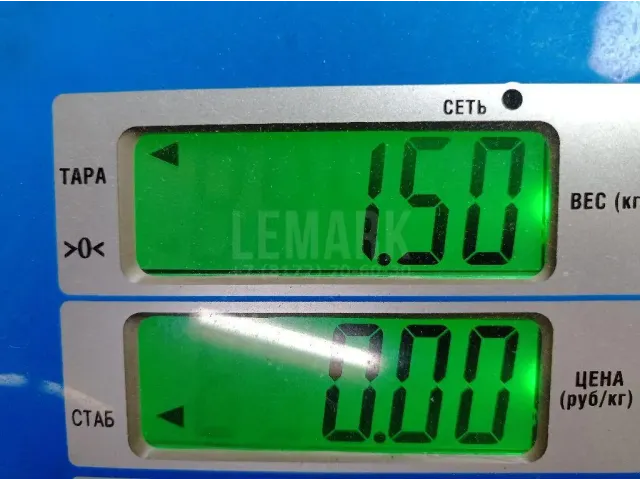 СЕТЬ
ТАРА
1.50
ВЕС (кг
>0<
LEMARK
0.00
ЦЕНА
(руб/кг)
СТАБ